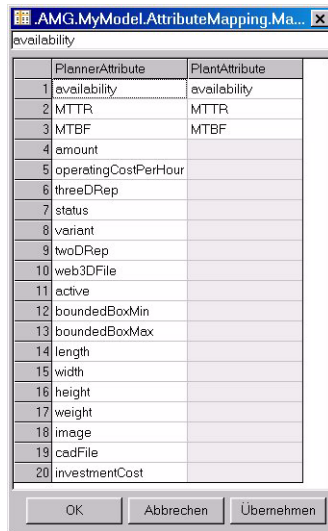 .AMG.MyModel.AttributeMapping.Ma...
availability
PlannerAttribute PlantAttribute
1 availability availability
2 MTTR MTTR
3 MTBF MTBF
4 amount
5 operatingCostPerHour
6 threeDRep
7 status
8 variant
9 twoDRep
10 web3DFile
11 active
12 boundedBoxMin
13 boundedBoxMax
14 length
15 width
16 height
17 weight
18 image
19 cadFile
20 investmentCost
OK Abbrechen Übernehmen